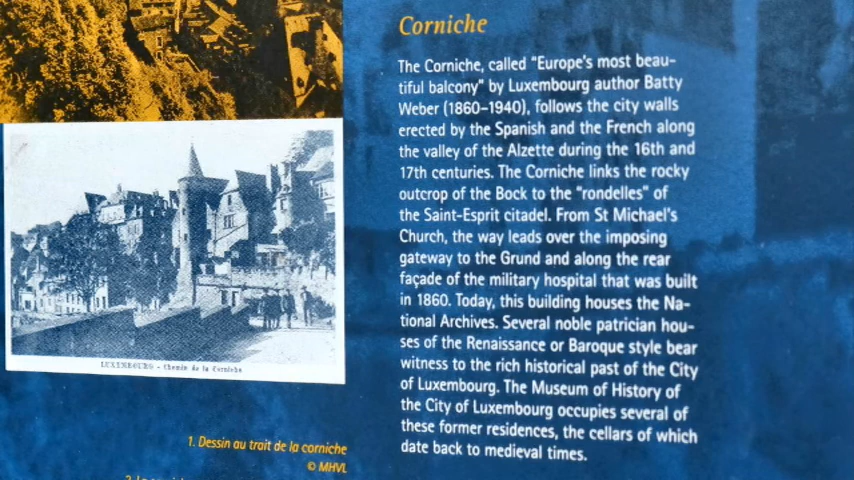 Corniche
The Corniche, called "Europe's most beau-
tiful balcony" by Luxembourg author Batty
Weber (1860–1940), follows the city walls
erected by the Spanish and the French along
the valley of the Alzette during the 16th and
17th centuries. The Corniche links the rocky
outcrop of the Bock to the "rondelles" of
the Saint-Esprit citadel. From St Michael's
Church, the way leads over the imposing
gateway to the Grund and along the rear
façade of the military hospital that was built
in 1860. Today, this building houses the Na-
tional Archives. Several noble patrician hou-
ses of the Renaissance or Baroque style bear
witness to the rich historical past of the City
of Luxembourg. The Museum of History of
the City of Luxembourg occupies several of
these former residences, the cellars of which
date back to medieval times.
LUXEMBOURG - Chemin de la Corniche
1. Dessin au trait de la corniche
© MHVL